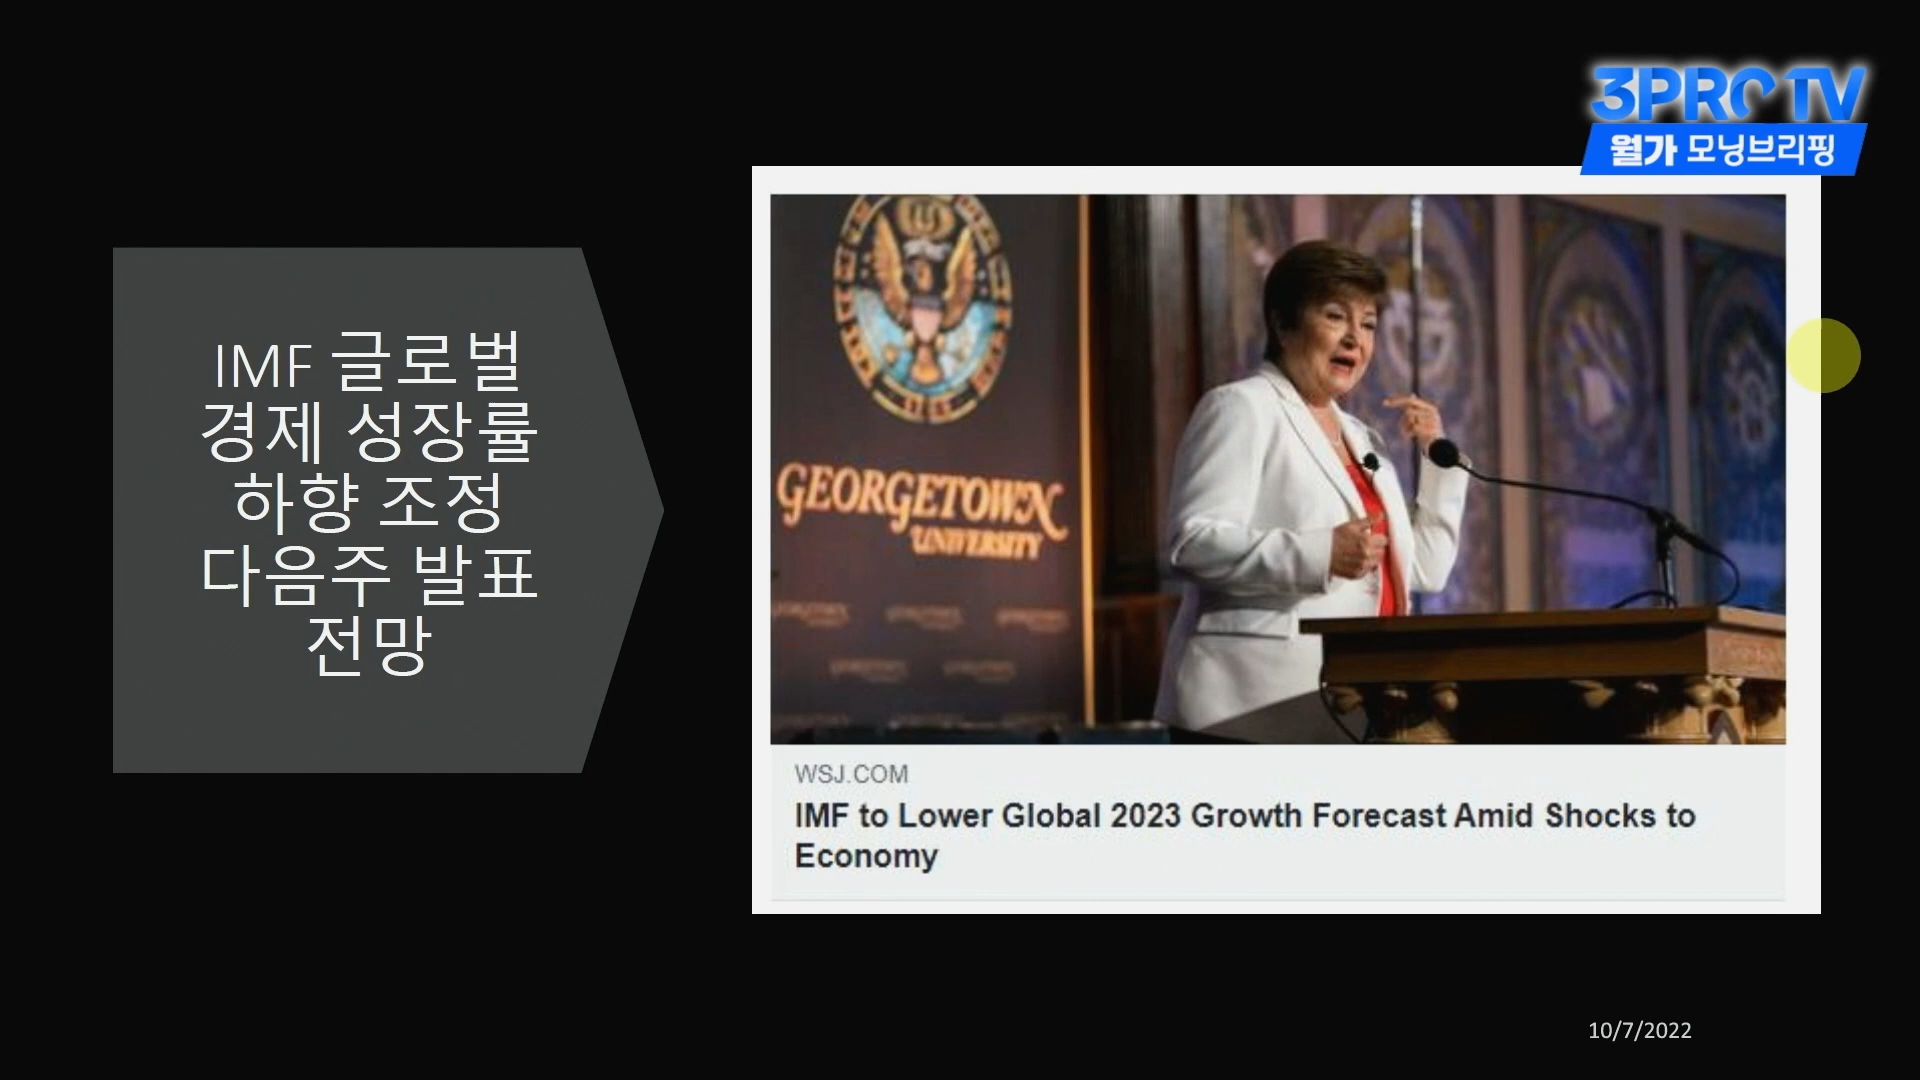 3PROTV
월가 모닝브리핑
IMF 글로벌
경제 성장률
하향 조정
다음주 발표
전망
GEORGETOWN
UNIVERSITY
WSJ.COM
IMF to Lower Global 2023 Growth Forecast Amid Shocks to
Economy
10/7/2022